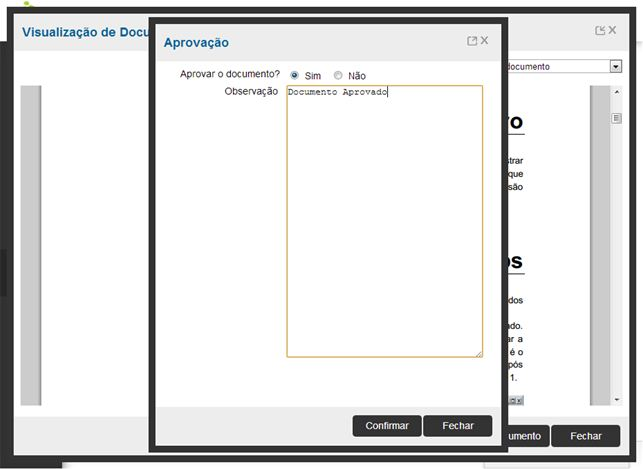 Visualização de Docu
Aprovação
Aprovar o documento? Sim Não
Observação
Documento Aprovado
documento
vo
strar
que
são
os
dos
ado.
ar a
é o
pós
1.
Confirmar Fechar
umento Fechar